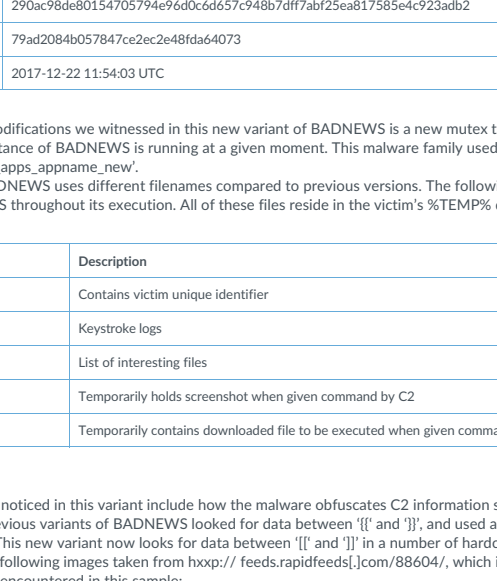 290ac98de80154705794e96d0c6d657c948b7dff7abf25ea817585e4c923adb2
79ad2084b057847ce2ec2e48fda64073
2017-12-22 11:54:03 UTC
odifications we witnessed in this new variant of BADNEWS is a new mutex t
tance of BADNEWS is running at a given moment. This malware family used
apps_appname_new’.
DNEWS uses different filenames compared to previous versions. The followi
S throughout its execution. All of these files reside in the victim’s %TEMP%
Description
Contains victim unique identifier
Keystroke logs
List of interesting files
Temporarily holds screenshot when given command by C2
Temporarily contains downloaded file to be executed when given comma
noticed in this variant include how the malware obfuscates C2 information s
evious variants of BADNEWS looked for data between ‘{{‘ and ‘}}’, and used a
This new variant now looks for data between ‘[[‘ and ‘]]’ in a number of hardc
following images taken from hxxp:// feeds.rapidfeeds[.]com/88604/, which i
encountered in this sample: